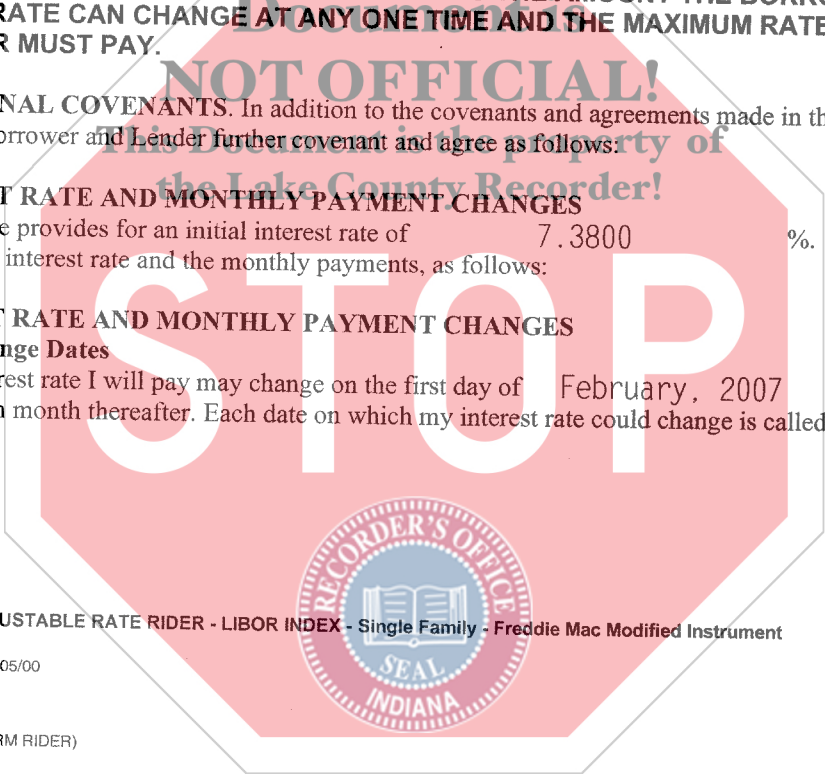 THE AMOUNT THE BORRO
Document is
RATE CAN CHANGE AT ANY ONE TIME AND THE MAXIMUM RATE
R MUST PAY.
NOT OFFICIAL!
NAL COVENANTS. In addition to the covenants and agreements made in th
orrower and Lender further covenant and agree as follows:
This Document is the property of
the Lake County Recorder!
T RATE AND MONTHLY PAYMENT CHANGES
e provides for an initial interest rate of 7.3800 %.
interest rate and the monthly payments, as follows:
STOP
T RATE AND MONTHLY PAYMENT CHANGES
nge Dates
rest rate I will pay may change on the first day of February, 2007
n month thereafter. Each date on which my interest rate could change is called
RECORDER'S OFFICE
SEAL
INDIANA
USTABLE RATE RIDER - LIBOR INDEX - Single Family - Freddie Mac Modified Instrument
05/00
RM RIDER)